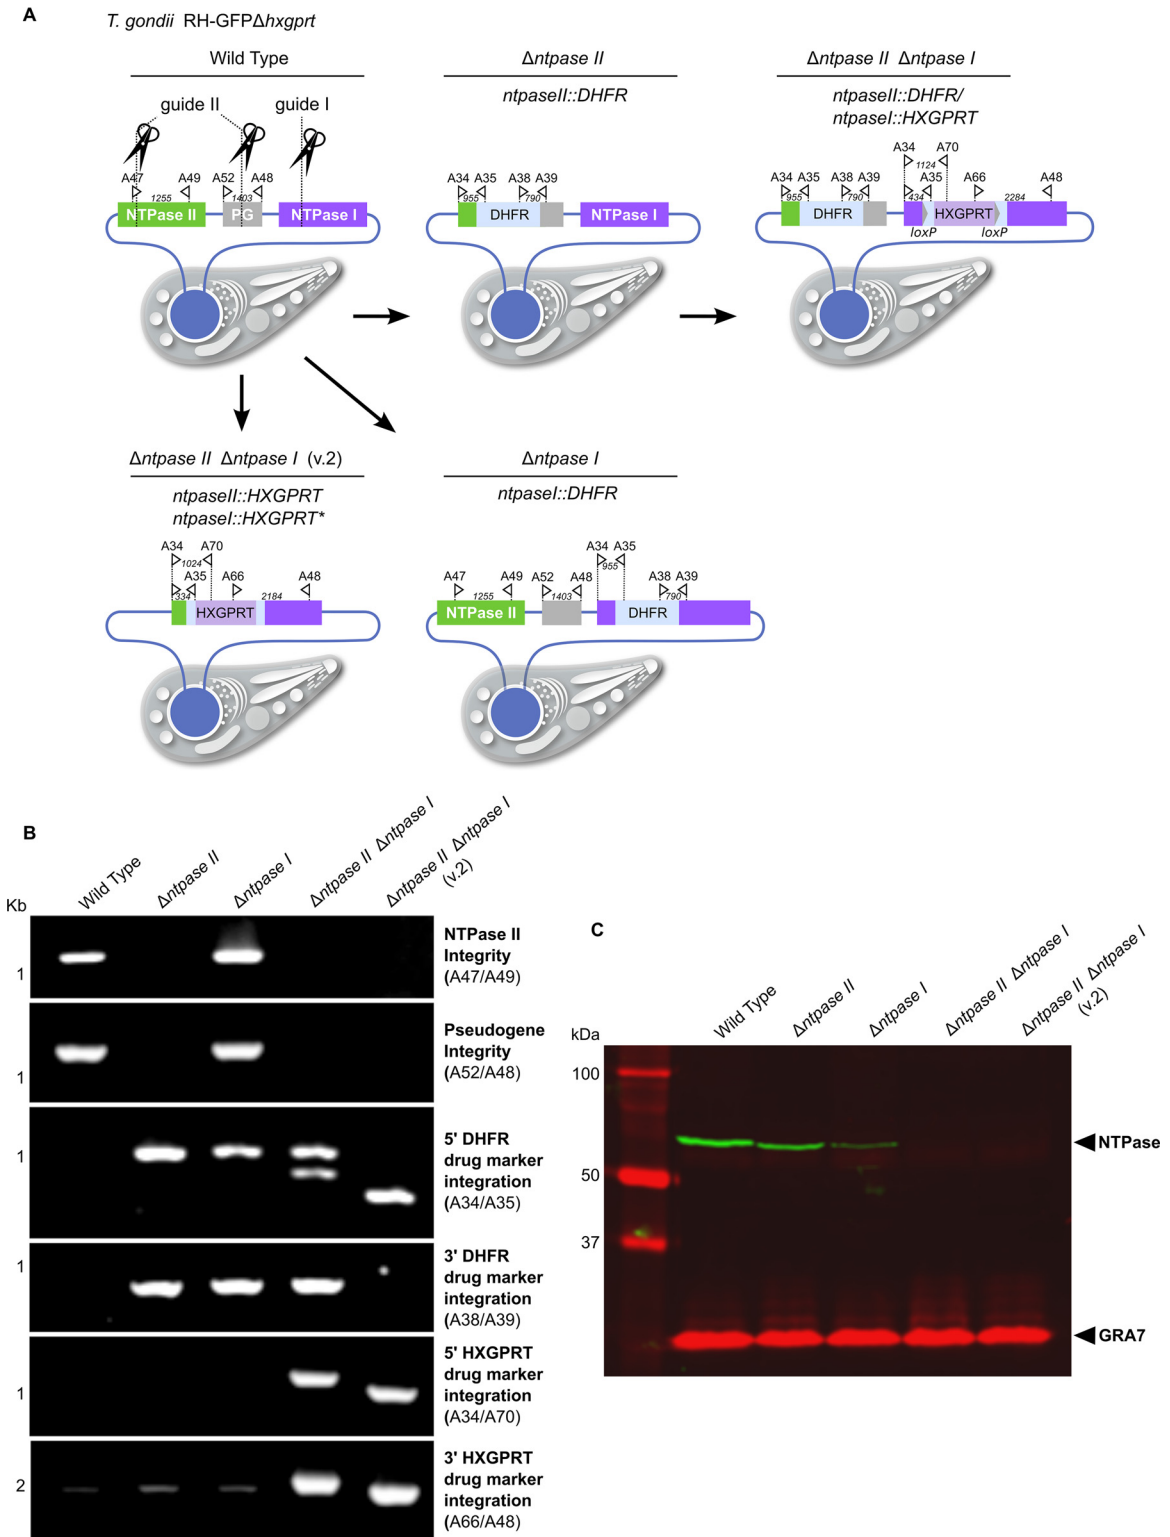 A
T. gondii RH-GFPΔhxgprt
Wild Type
Δntpase II
Δntpase II Δntpase I
ntpaseII::DHFR
ntpaseII::DHFR/
ntpaseI::HXGPRT
guide II
guide I
A47
A49
A52
A48
1255
1403
NTPase II
PG
NTPase I
A34
A35
A38
A39
955
790
DHFR
NTPase I
A34
A70
1124
A34
A35
A38
A39
A35
A66
A48
955
790
434
2284
DHFR
HXGPRT
loxP
loxP
Δntpase II Δntpase I (v.2)
Δntpase I
ntpaseII::HXGPRT
ntpaseI::HXGPRT*
ntpaseI::DHFR
A34
A70
1024
A35
A66
A48
334
2184
HXGPRT
A34
A35
955
A47
A49
A52
A48
A38
A39
1255
1403
790
NTPase II
DHFR
B
Wild Type
Δntpase II
Δntpase I
Δntpase II Δntpase I
Δntpase II Δntpase I
(v.2)
Kb
1
NTPase II
Integrity
(A47/A49)
1
Pseudogene
Integrity
(A52/A48)
1
5' DHFR
drug marker
integration
(A34/A35)
1
3' DHFR
drug marker
integration
(A38/A39)
1
5' HXGPRT
drug marker
integration
(A34/A70)
2
3' HXGPRT
drug marker
integration
(A66/A48)
C
Wild Type
Δntpase II
Δntpase I
Δntpase II Δntpase I
Δntpase II Δntpase I
(v.2)
kDa
100
50
37
NTPase
GRA7